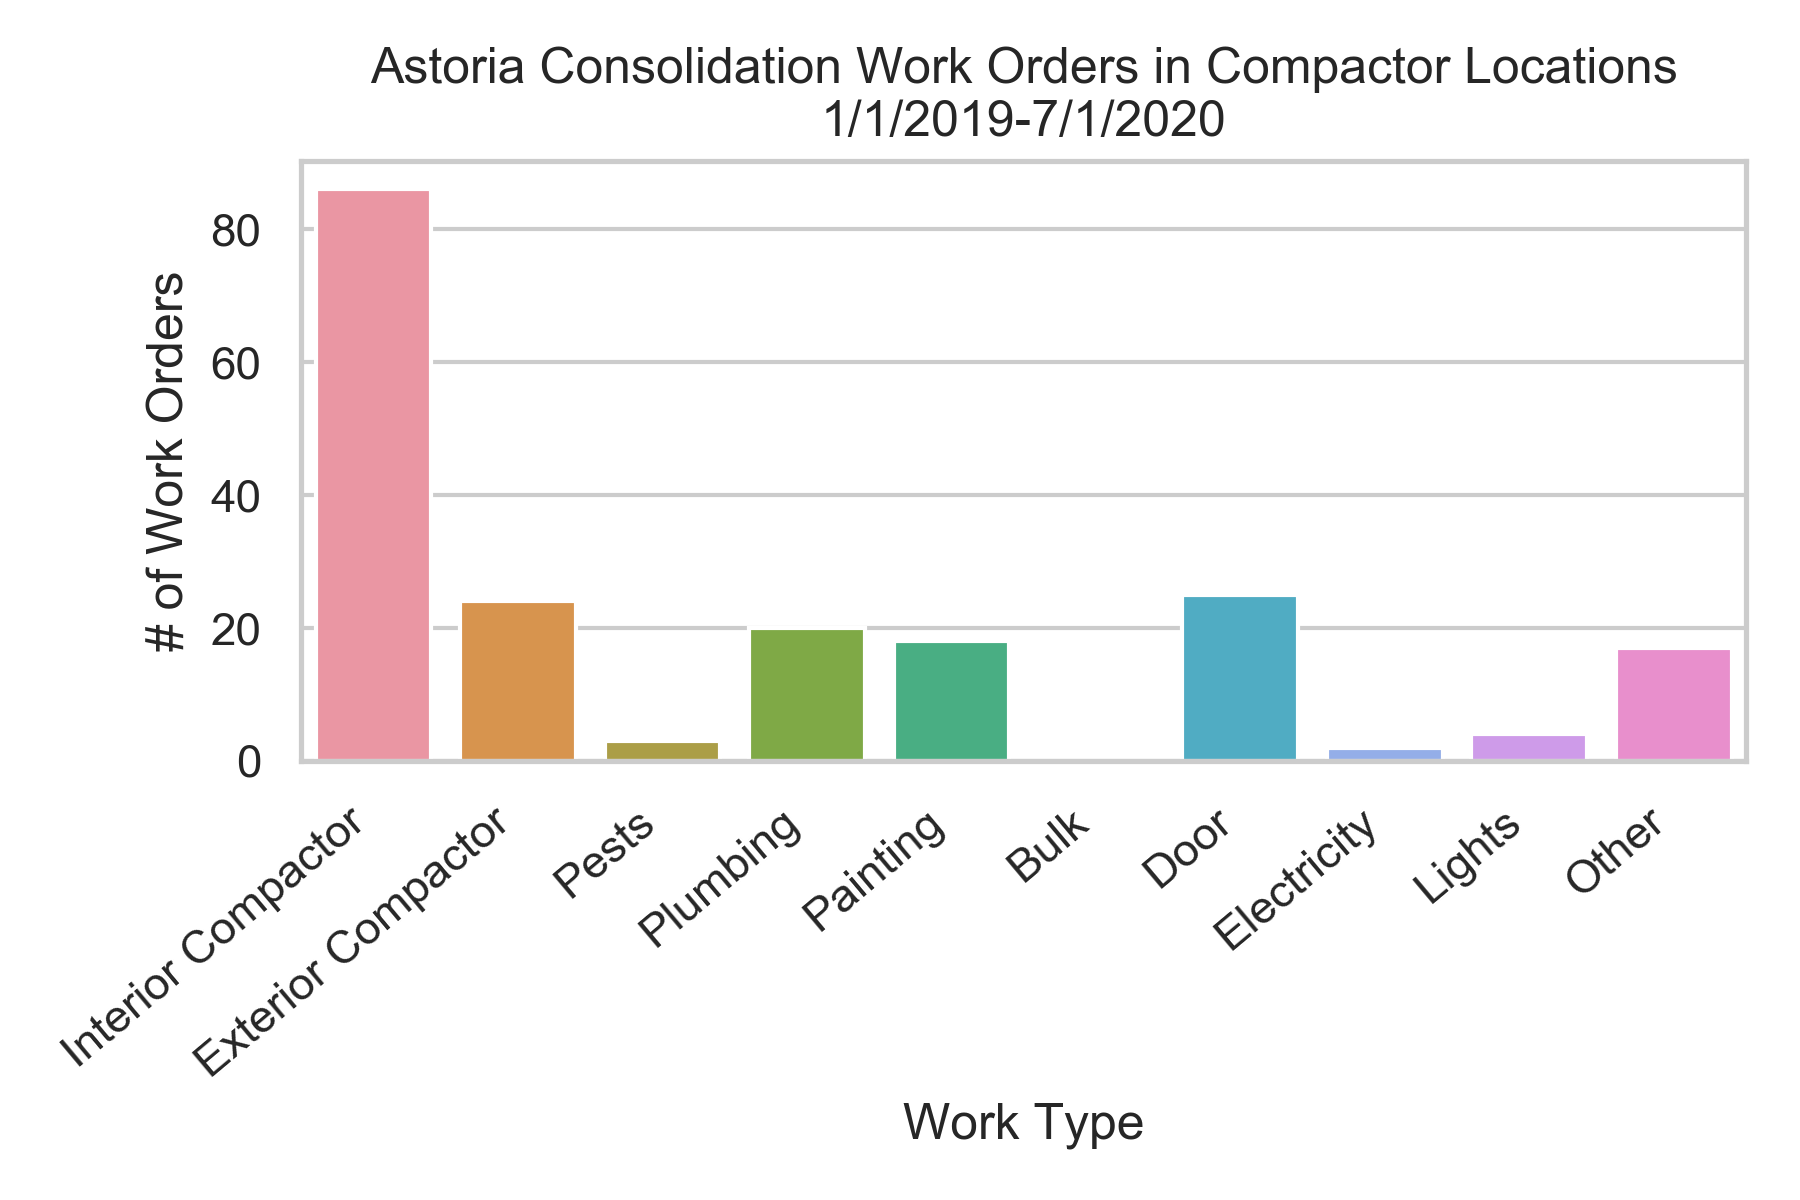 Astoria Consolidation Work Orders in Compactor Locations
1/1/2019-7/1/2020
# of Work Orders
80
60
40
20
0
Interior Compactor
Exterior Compactor
Pests
Plumbing
Painting
Bulk
Door
Electricity
Lights
Other
Work Type